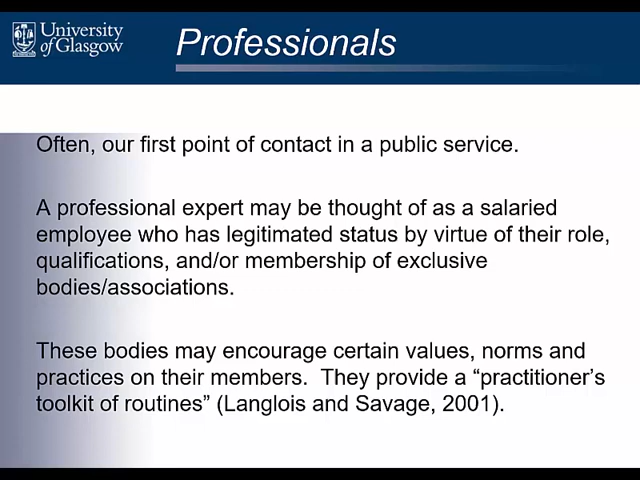 University
of Glasgow
Professionals
Often, our first point of contact in a public service.
A professional expert may be thought of as a salaried
employee who has legitimated status by virtue of their role,
qualifications, and/or membership of exclusive
bodies/associations.
These bodies may encourage certain values, norms and
practices on their members.  They provide a “practitioner’s
toolkit of routines” (Langlois and Savage, 2001).